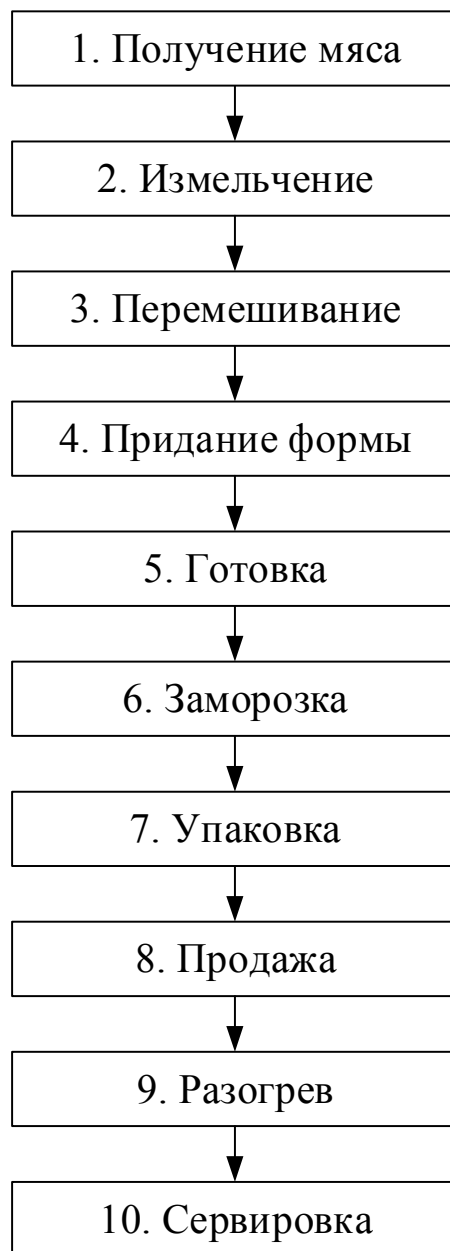 1. Получение мяса
2. Измельчение
3. Перемешивание
4. Придание формы
5. Готовка
6. Заморозка
7. Упаковка
8. Продажа
9. Разогрев
10. Сервировка